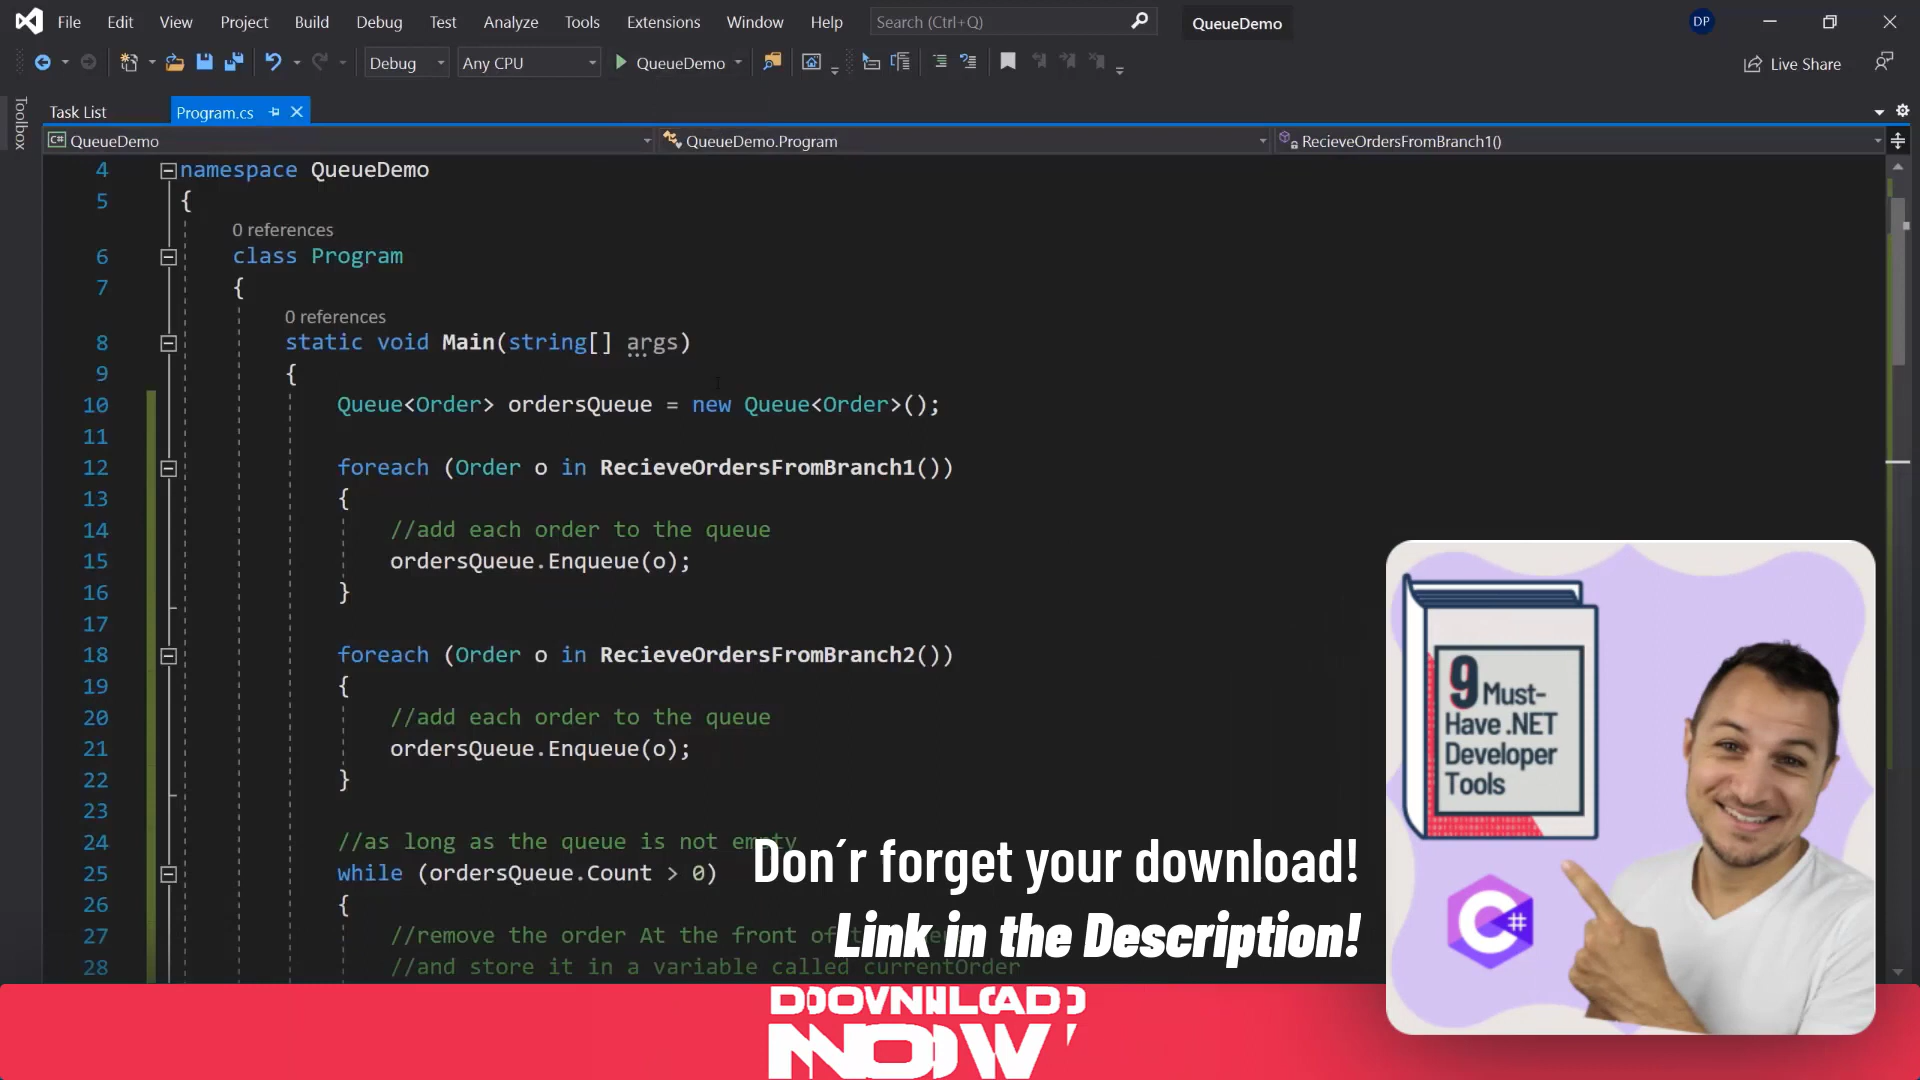 File Edit View Project Build Debug Test Analyze Tools Extensions Window Help Search (Ctrl+Q) QueueDemo DP
Debug Any CPU QueueDemo Live Share
Toolbox
Task List Program.cs
C# QueueDemo QueueDemo.Program RecieveOrdersFromBranch1()
4 namespace QueueDemo
5 {
0 references
6 class Program
7 {
0 references
8 static void Main(string[] args)
9 {
10 Queue<Order> ordersQueue = new Queue<Order>();
11
12 foreach (Order o in RecieveOrdersFromBranch1())
13 {
14 //add each order to the queue
15 ordersQueue.Enqueue(o);
16 }
17
18 foreach (Order o in RecieveOrdersFromBranch2())
19 {
20 //add each order to the queue
21 ordersQueue.Enqueue(o);
22 }
23
24 //as long as the queue is not empty
25 while (ordersQueue.Count > 0)
26 {
27 //remove the order At the front of
28 //and store it in a variable called currentOrder
9 Must-
Have .NET
Developer
Tools
C#
Don´r forget your download!
Link in the Description!
NOW